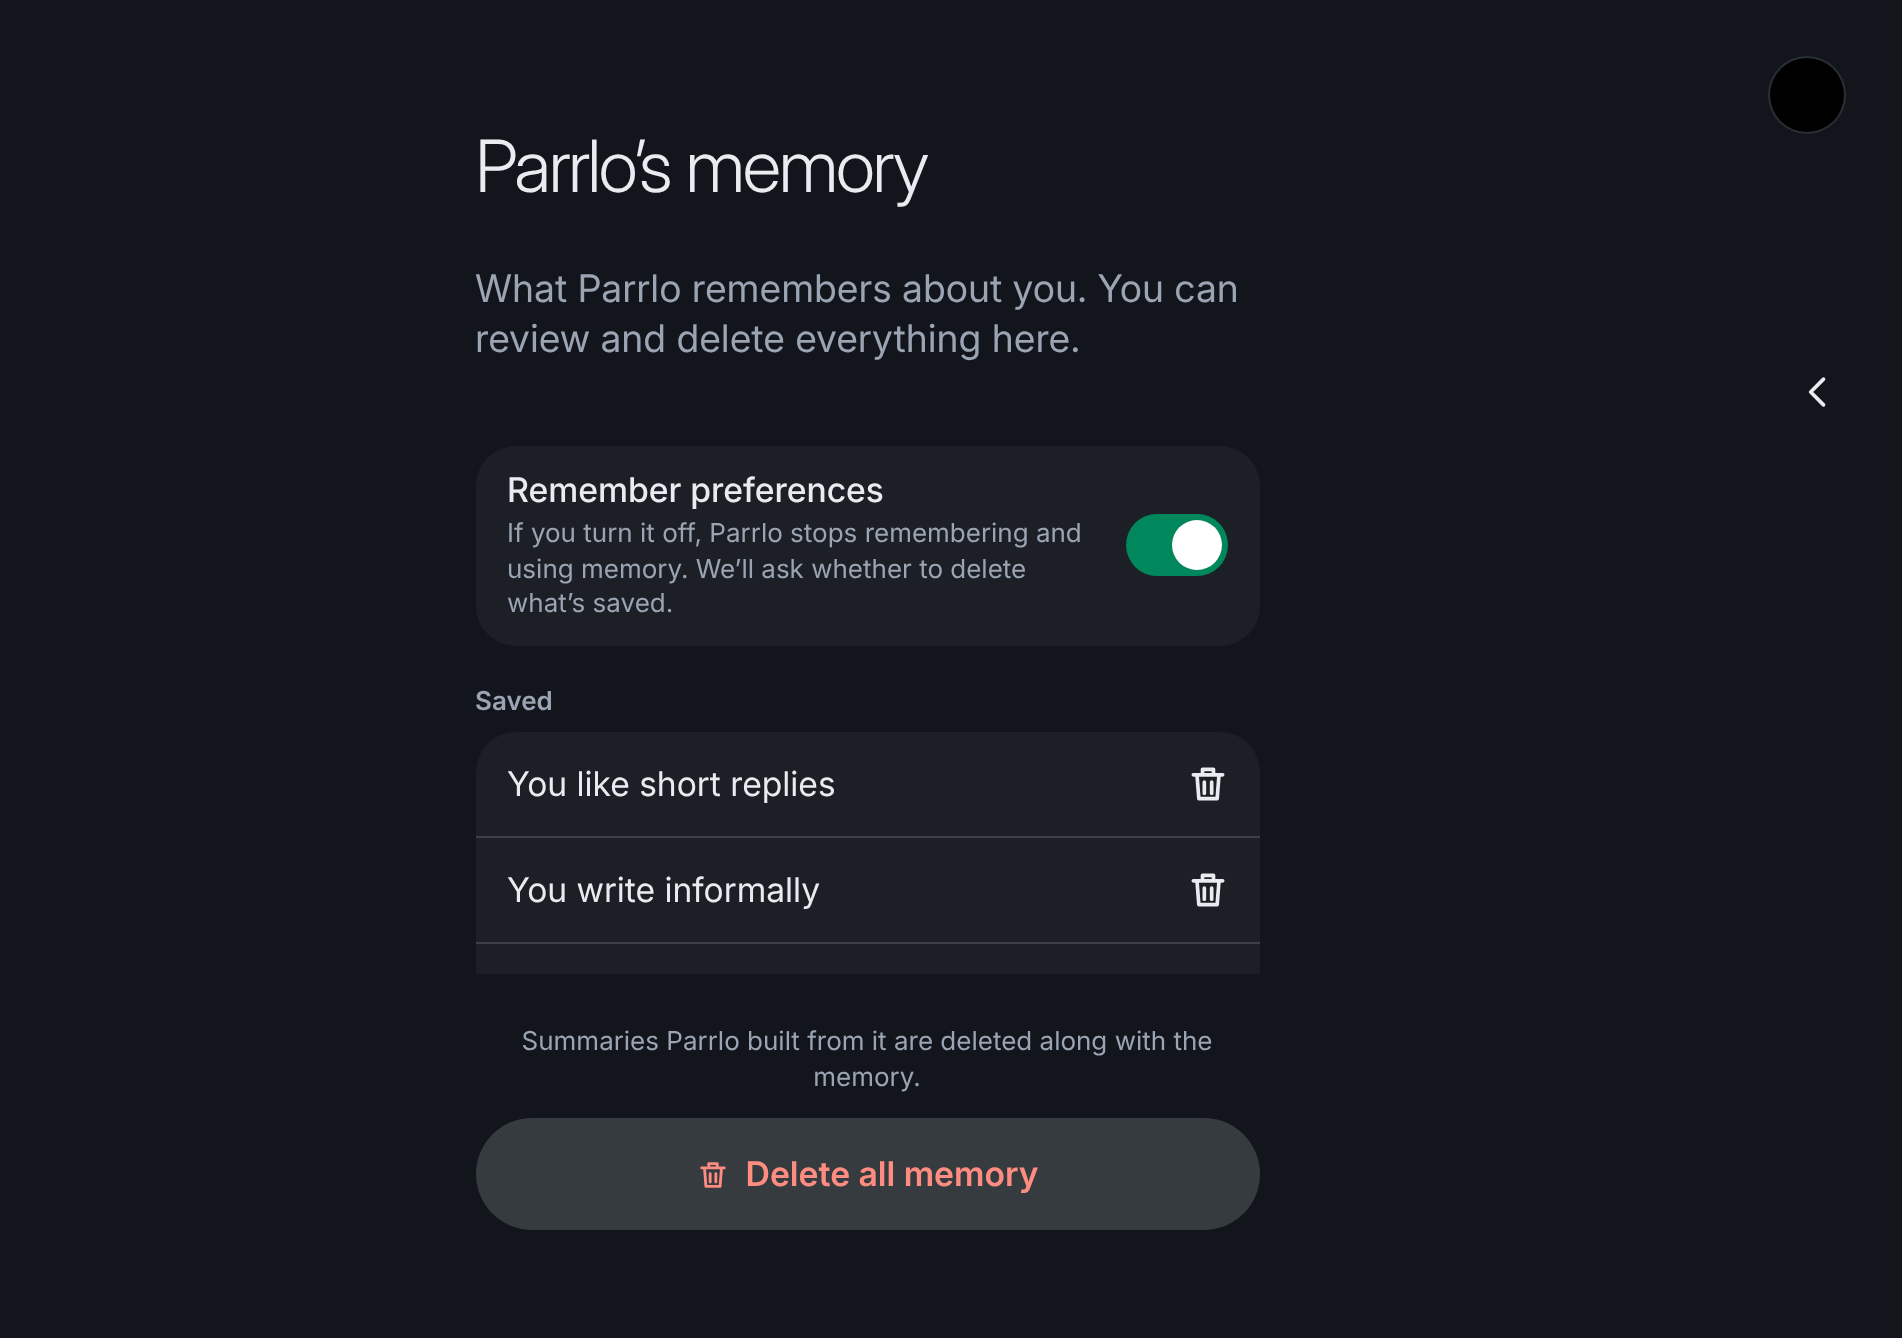 Parrlo’s memory
What Parrlo remembers about you. You can
review and delete everything here.
Remember preferences
If you turn it off, Parrlo stops remembering and
using memory. We’ll ask whether to delete
what’s saved.
Saved
You like short replies
You write informally
Summaries Parrlo built from it are deleted along with the
memory.
Delete all memory